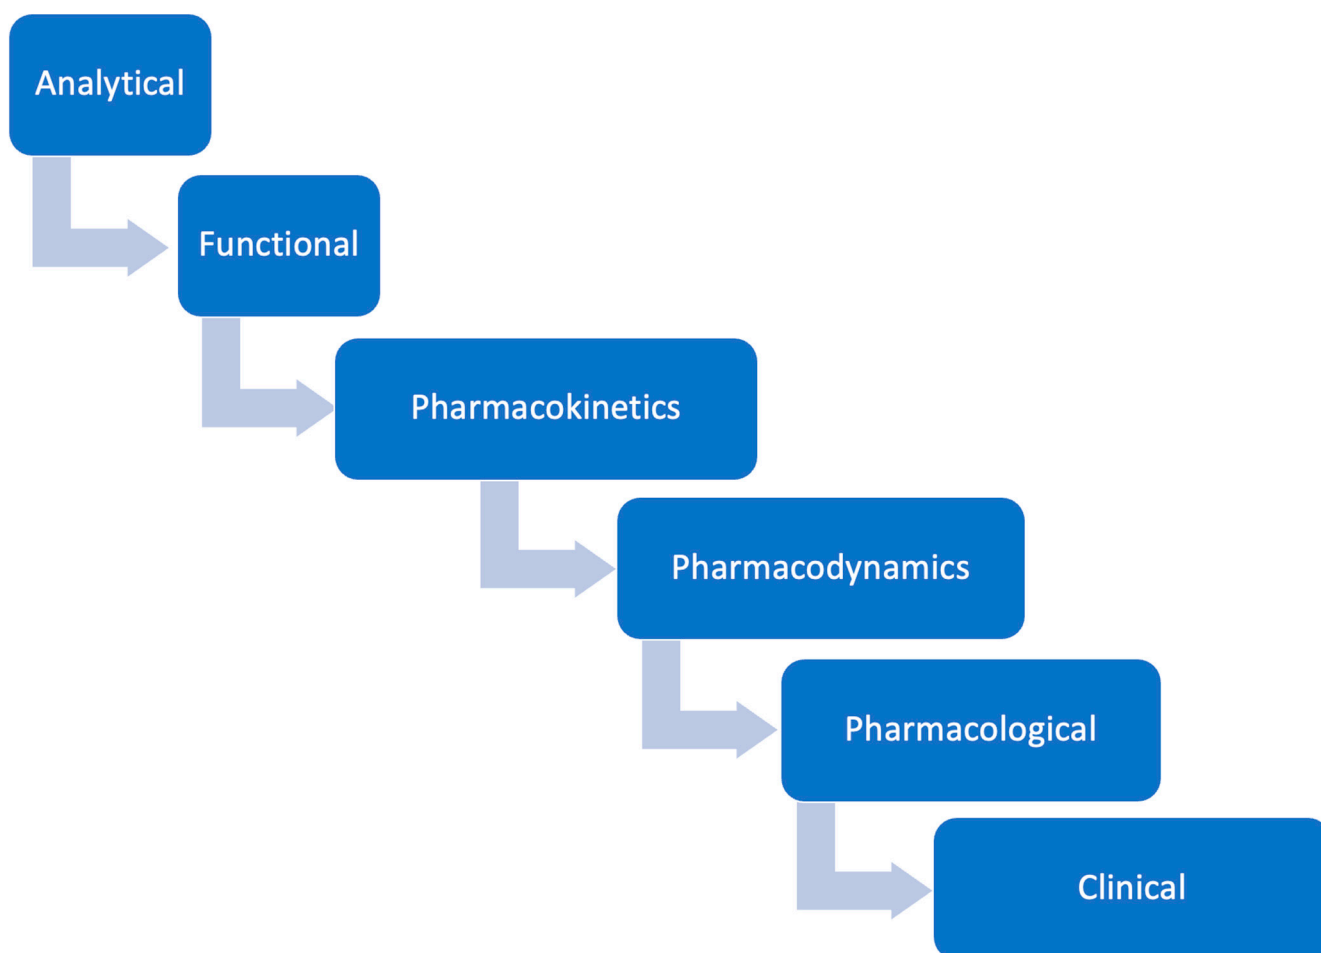 Analytical
Functional
Pharmacokinetics
Pharmacodynamics
Pharmacological
Clinical